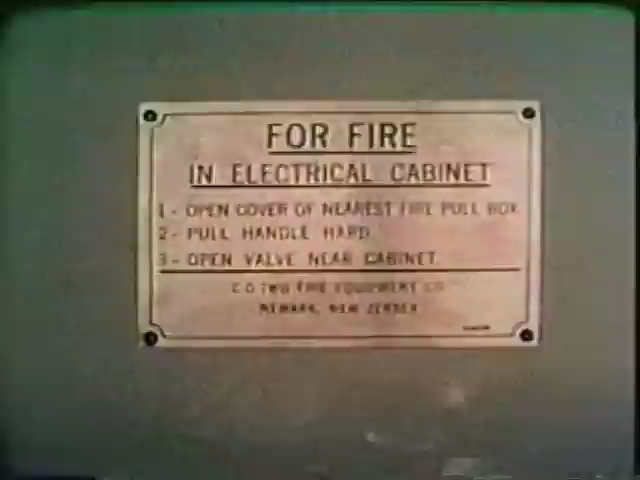 FOR FIRE
IN ELECTRICAL CABINET
1 - OPEN COVER OF NEAREST FIRE PULL BOX
2 - PULL HANDLE HARD
3 - OPEN VALVE NEAR CABINET
C-O TWO FIRE EQUIPMENT CO
NEWARK, NEW JERSEY